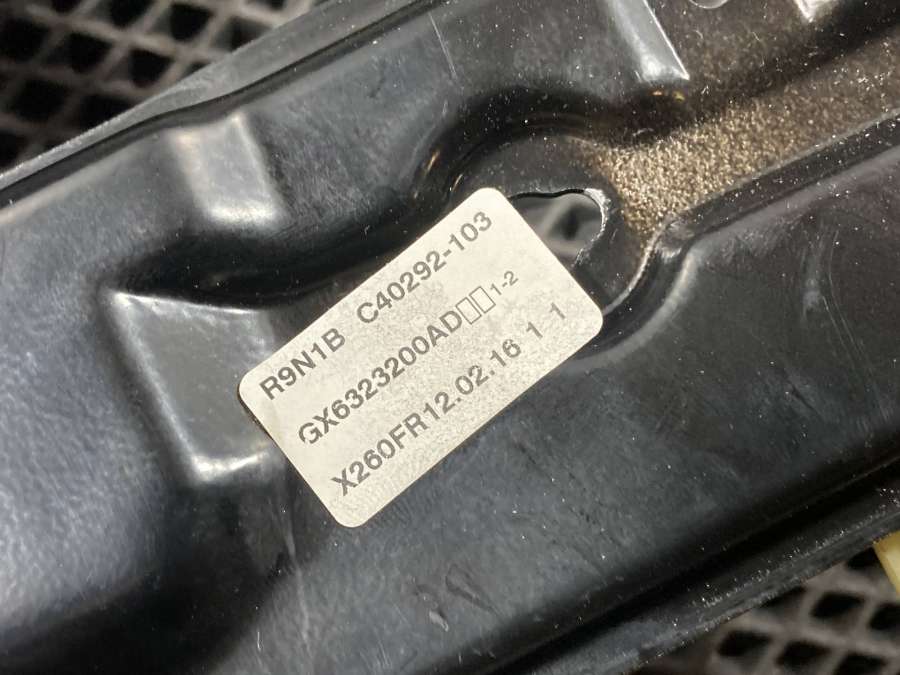 R9N1B C40292-103
GX6323200AD□□1-2
X260FR12.02.16 1 1